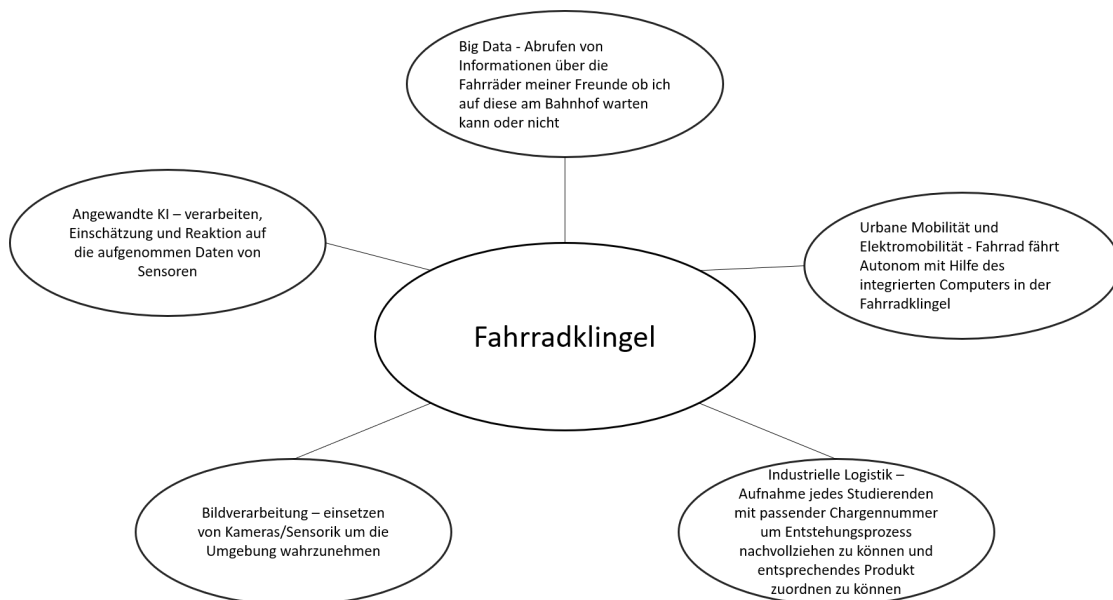 Big Data - Abrufen von
Informationen über die
Fahrräder meiner Freunde ob ich
auf diese am Bahnhof warten
kann oder nicht
Angewandte KI – verarbeiten,
Einschätzung und Reaktion auf
die aufgenommen Daten von
Sensoren
Urbane Mobilität und
Elektromobilität - Fahrrad fährt
Autonom mit Hilfe des
integrierten Computers in der
Fahrradklingel
Fahrradklingel
Bildverarbeitung – einsetzen
von Kameras/Sensorik um die
Umgebung wahrzunehmen
Industrielle Logistik –
Aufnahme jedes Studierenden
mit passender Chargennummer
um Entstehungsprozess
nachvollziehen zu können und
entsprechendes Produkt
zuordnen zu können